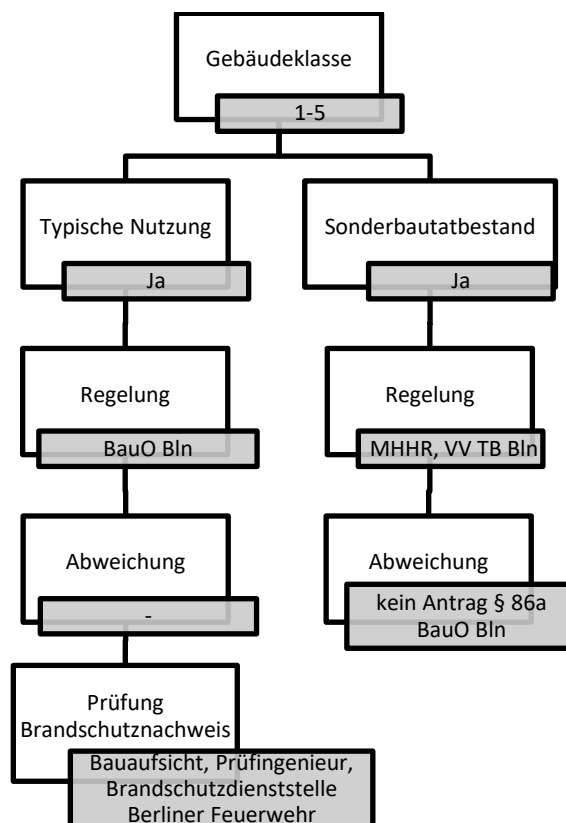 Gebäudeklasse
1-5
Typische Nutzung
Ja
Sonderbautatbestand
Ja
Regelung
BauO Bln
Regelung
MHHR, VV TB Bln
Abweichung
-
Abweichung
kein Antrag § 86a
BauO Bln
Prüfung
Brandschutznachweis
Bauaufsicht, Prüfingenieur,
Brandschutzdienststelle
Berliner Feuerwehr